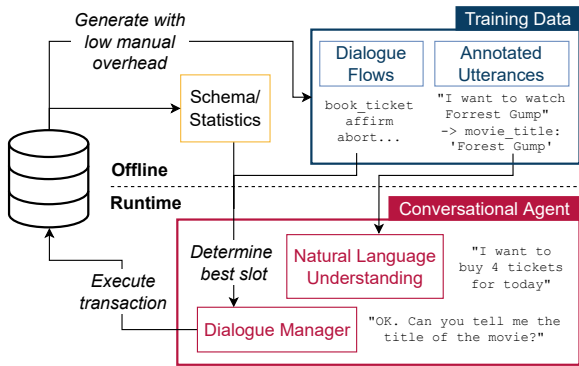 Generate with
low manual
overhead
Training Data
Dialogue
Flows
Annotated
Utterances
book_ticket
affirm
abort...
"I want to watch
Forrest Gump"
-> movie_title:
'Forest Gump'
Schema/
Statistics
Offline
Runtime
Conversational Agent
Determine
best slot
Natural Language
Understanding
"I want to
buy 4 tickets
for today"
Execute
transaction
Dialogue Manager
"OK. Can you tell me the
title of the movie?"